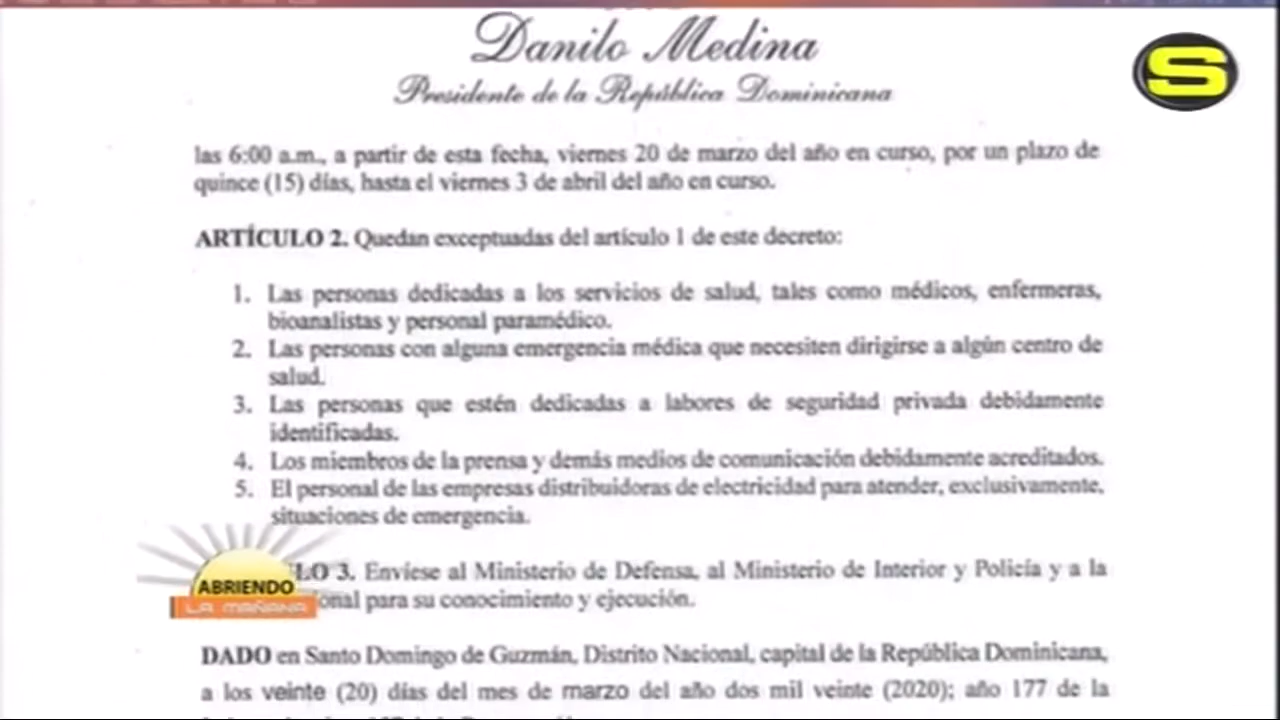 Danilo Medina
Presidente de la República Dominicana
S
las 6:00 a.m., a partir de esta fecha, viernes 20 de marzo del año en curso, por un plazo de
quince (15) días, hasta el viernes 3 de abril del año en curso.
ARTÍCULO 2. Quedan exceptuadas del artículo 1 de este decreto:
1. Las personas dedicadas a los servicios de salud, tales como médicos, enfermeras,
bioanalistas y personal paramédico.
2. Las personas con alguna emergencia médica que necesiten dirigirse a algún centro de
salud.
3. Las personas que estén dedicadas a labores de seguridad privada debidamente
identificadas.
4. Los miembros de la prensa y demás medios de comunicación debidamente acreditados.
5. El personal de las empresas distribuidoras de electricidad para atender, exclusivamente,
situaciones de emergencia.
LO 3. Envíese al Ministerio de Defensa, al Ministerio de Interior y Policía y a la
onal para su conocimiento y ejecución.
ABRIENDO
LA MAÑANA
DADO en Santo Domingo de Guzmán, Distrito Nacional, capital de la República Dominicana,
a los veinte (20) días del mes de marzo del año dos mil veinte (2020); año 177 de la